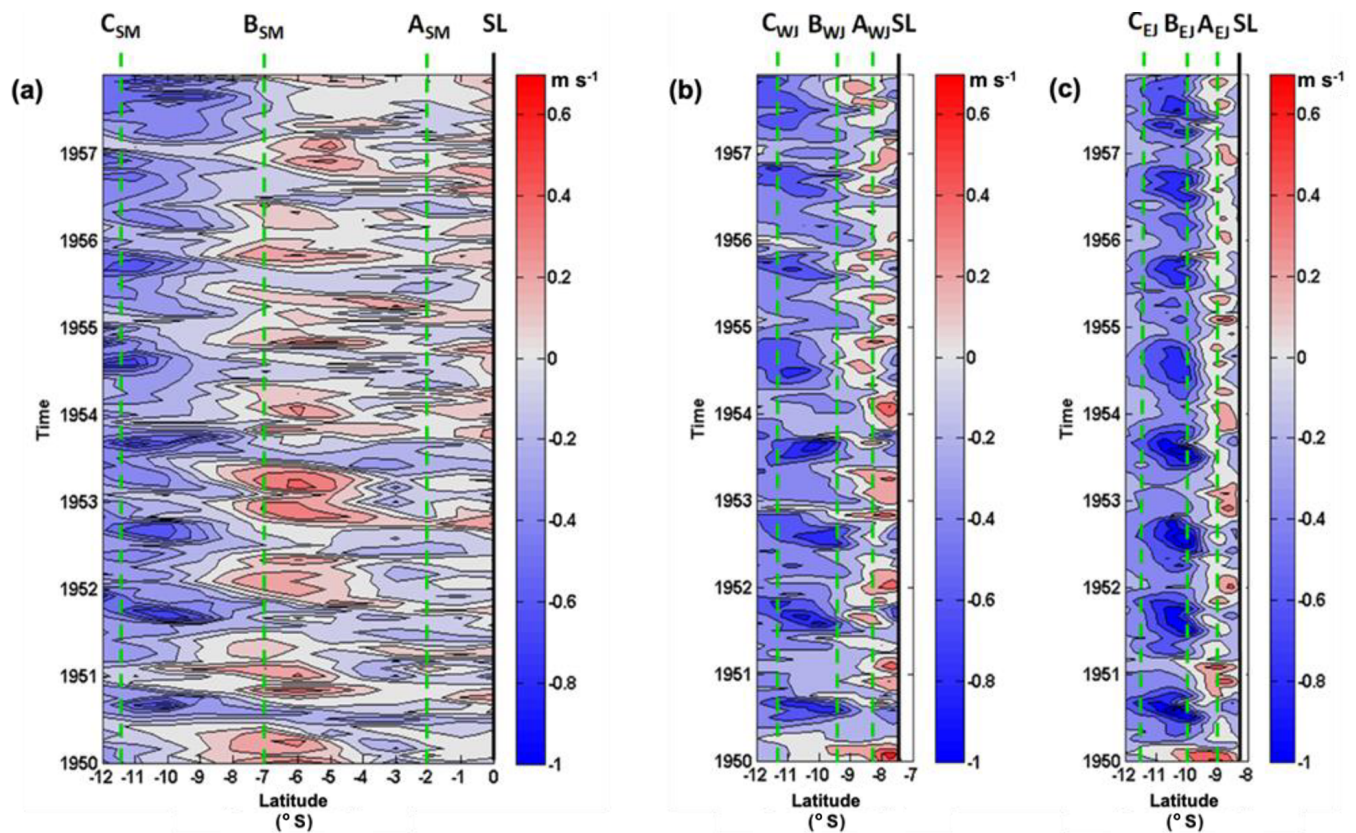 C_SM B_SM A_SM SL
(a)
m s⁻¹
0.6
0.4
0.2
0
-0.2
-0.4
-0.6
-0.8
-1
Time
1957
1956
1955
1954
1953
1952
1951
1950
-12 -11 -10 -9 -8 -7 -6 -5 -4 -3 -2 -1 0
Latitude
(° S)
C_WJ B_WJ A_WJ SL
(b)
m s⁻¹
0.6
0.4
0.2
0
-0.2
-0.4
-0.6
-0.8
-1
Time
1957
1956
1955
1954
1953
1952
1951
1950
-12 -11 -10 -9 -8 -7
Latitude
(° S)
C_EJ B_EJ A_EJ SL
(c)
m s⁻¹
0.6
0.4
0.2
0
-0.2
-0.4
-0.6
-0.8
-1
Time
1957
1956
1955
1954
1953
1952
1951
1950
-12 -11 -10 -9 -8
Latitude
(° S)